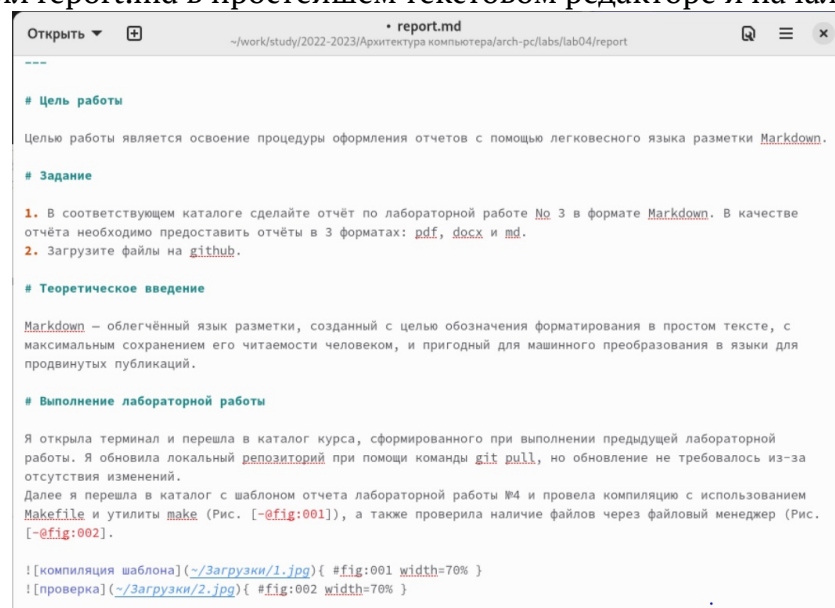 report.md в простейшем текстовом редакторе я
Открыть
• report.md
~/work/study/2022-2023/Архитектура компьютера/arch-pc/labs/lab04/report
---
# Цель работы
Целью работы является освоение процедуры оформления отчетов с помощью легковесного языка разметки Markdown.
# Задание
1. В соответствующем каталоге сделайте отчёт по лабораторной работе No 3 в формате Markdown. В качестве
отчёта необходимо предоставить отчёты в 3 форматах: pdf, docx и md.
2. Загрузите файлы на github.
# Теоретическое введение
Markdown — облегчённый язык разметки, созданный с целью обозначения форматирования в простом тексте, с
максимальным сохранением его читаемости человеком, и пригодный для машинного преобразования в языки для
продвинутых публикаций.
# Выполнение лабораторной работы
Я открыла терминал и перешла в каталог курса, сформированного при выполнении предыдущей лабораторной
работы. Я обновила локальный репозиторий при помощи команды git pull, но обновление не требовалось из-за
отсутствия изменений.
Далее я перешла в каталог с шаблоном отчета лабораторной работы №4 и провела компиляцию с использованием
Makefile и утилиты make (Рис. [-@fig:001]), а также проверила наличие файлов через файловый менеджер (Рис.
[-@fig:002].
![компиляция шаблона](~/Загрузки/1.jpg){ #fig:001 width=70% }
![проверка](~/Загрузки/2.jpg){ #fig:002 width=70% }